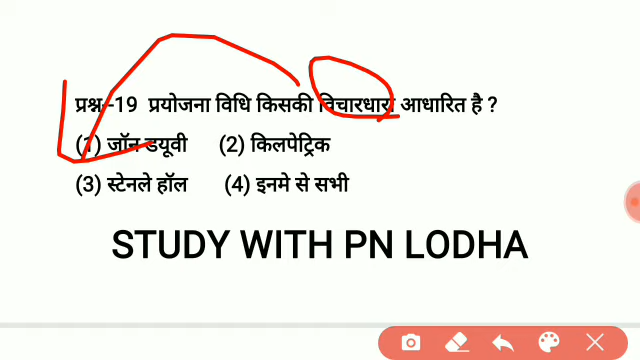 प्रश्न-19 प्रयोजना विधि किसकी विचारधारा आधारित है ?
(1) जॉन डयूवी (2) किलपेट्रिक
(3) स्टेनले हॉल (4) इनमे से सभी
STUDY WITH PN LODHA